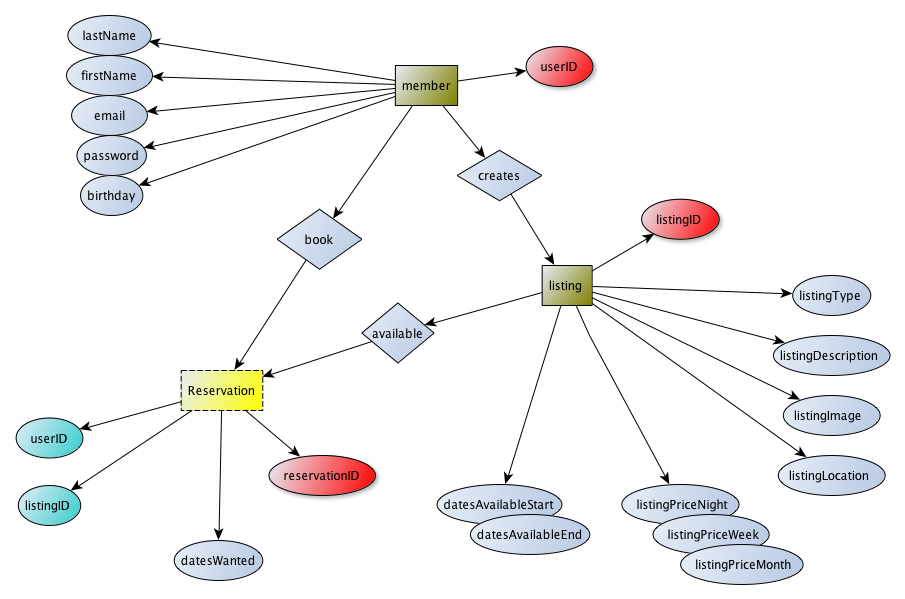 lastName
firstName
email
password
birthday
member
userID
creates
book
listingID
listing
listingType
available
listingDescription
Reservation
listingImage
userID
reservationID
listingLocation
listingID
datesAvailableStart
listingPriceNight
datesAvailableEnd
listingPriceWeek
datesWanted
listingPriceMonth